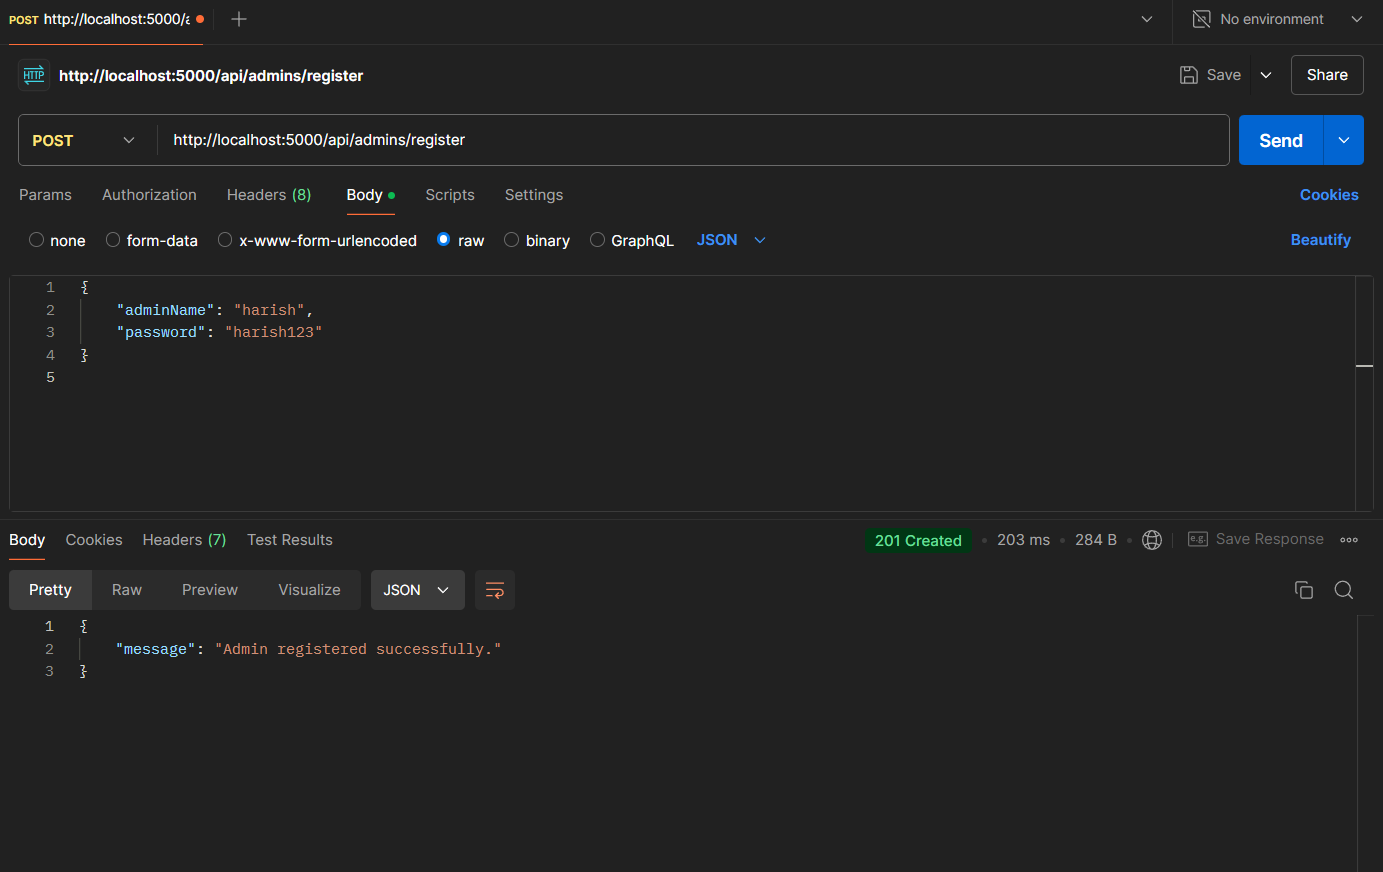 POST http://localhost:5000/a
No environment
HTTP http://localhost:5000/api/admins/register
Save
Share
POST http://localhost:5000/api/admins/register
Send
Params Authorization Headers (8) Body Scripts Settings Cookies
none form-data x-www-form-urlencoded raw binary GraphQL JSON Beautify
1 {
2 "adminName": "harish",
3 "password": "harish123"
4 }
5
Body Cookies Headers (7) Test Results 201 Created • 203 ms • 284 B • e.g. Save Response
Pretty Raw Preview Visualize JSON
1 {
2 "message": "Admin registered successfully."
3 }